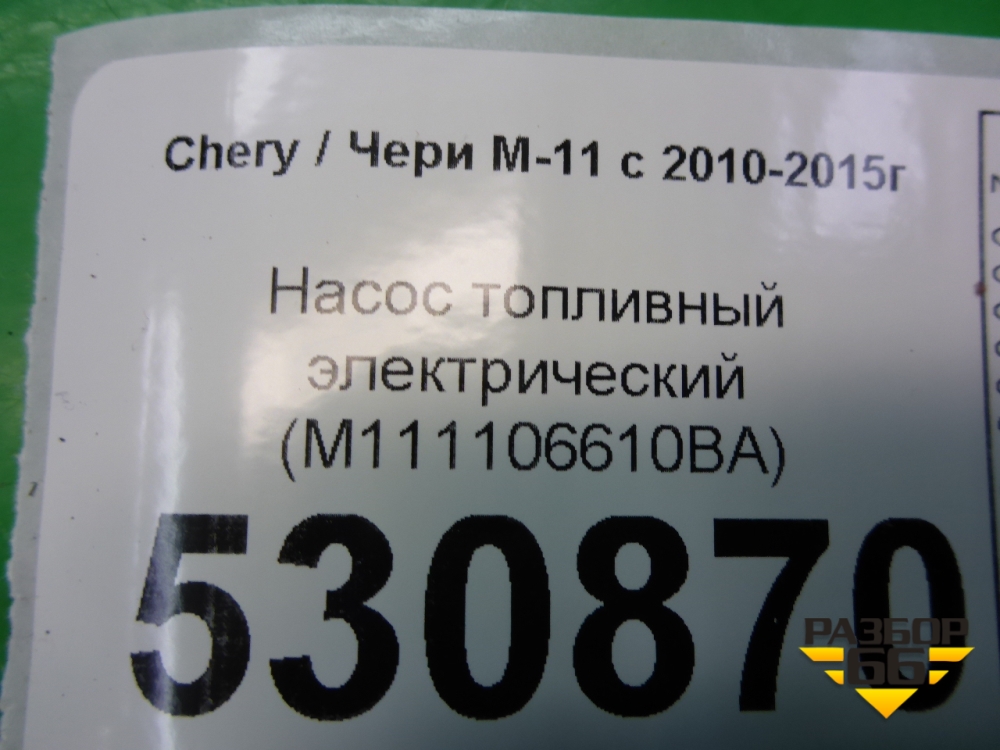 Chery / Чери М-11 с 2010-2015г
Насос топливный
электрический
(M111106610BA)
530870
РАЗБОР
66